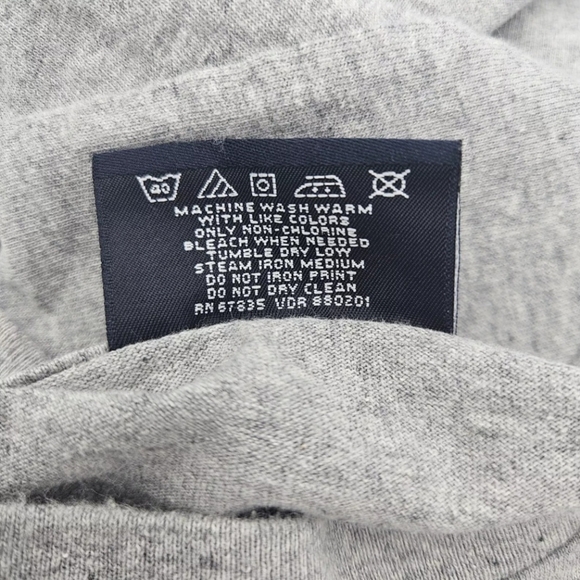 40
MACHINE WASH WARM
WITH LIKE COLORS
ONLY NON-CHLORINE
BLEACH WHEN NEEDED
TUMBLE DRY LOW
STEAM IRON MEDIUM
DO NOT IRON PRINT
DO NOT DRY CLEAN
RN 67835 VDR 880201